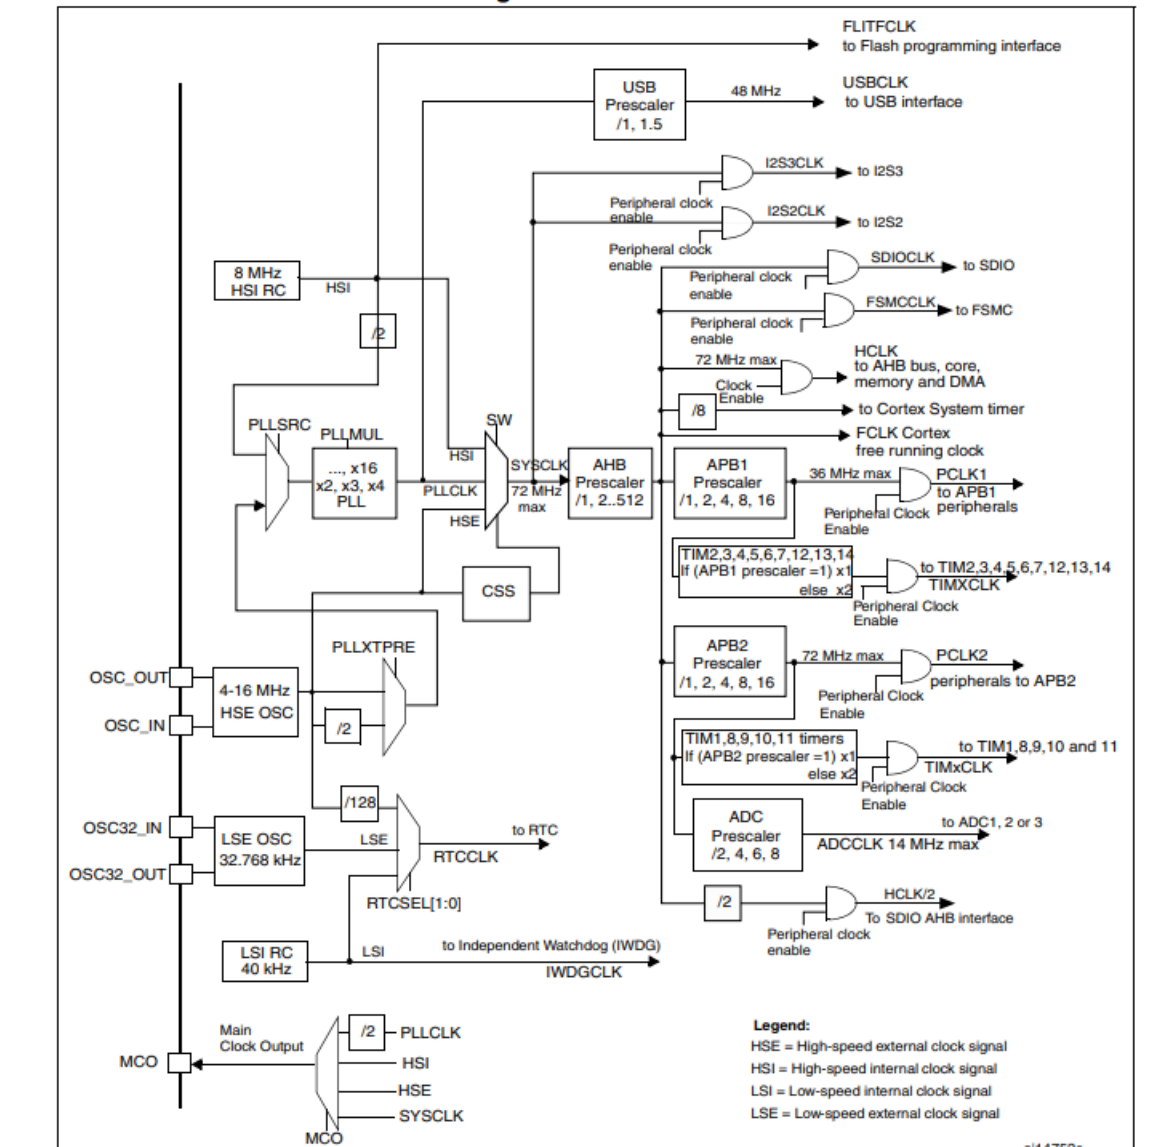 FLITFCLK
to Flash programming interface
USB
Prescaler
/1, 1.5
48 MHz
USBCLK
to USB interface
I2S3CLK
to I2S3
Peripheral clock
enable
I2S2CLK
to I2S2
Peripheral clock
enable
SDIOCLK
to SDIO
Peripheral clock
enable
FSMCCLK
to FSMC
Peripheral clock
enable
8 MHz
HSI RC
HSI
/2
72 MHz max
Clock
Enable
HCLK
to AHB bus, core,
memory and DMA
/8
to Cortex System timer
FCLK Cortex
free running clock
PLLSRC
PLLMUL
..., x16
x2, x3, x4
PLL
SW
HSI
PLLCLK
HSE
SYSCLK
72 MHz
max
AHB
Prescaler
/1, 2..512
APB1
Prescaler
/1, 2, 4, 8, 16
36 MHz max
PCLK1
to APB1
peripherals
Peripheral Clock
Enable
TIM2,3,4,5,6,7,12,13,14
If (APB1 prescaler =1) x1
else x2
to TIM2,3,4,5,6,7,12,13,14
TIMXCLK
Peripheral Clock
Enable
CSS
PLLXTPRE
OSC_OUT
OSC_IN
4-16 MHz
HSE OSC
/2
APB2
Prescaler
/1, 2, 4, 8, 16
72 MHz max
PCLK2
peripherals to APB2
Peripheral Clock
Enable
TIM1,8,9,10,11 timers
If (APB2 prescaler =1) x1
else x2
to TIM1,8,9,10 and 11
TIMxCLK
Peripheral Clock
Enable
/128
OSC32_IN
OSC32_OUT
LSE OSC
32.768 kHz
LSE
to RTC
RTCCLK
RTCSEL[1:0]
ADC
Prescaler
/2, 4, 6, 8
to ADC1, 2 or 3
ADCCLK 14 MHz max
/2
HCLK/2
To SDIO AHB interface
Peripheral clock
enable
LSI RC
40 kHz
LSI
to Independent Watchdog (IWDG)
IWDGCLK
MCO
Main
Clock Output
/2
PLLCLK
HSI
HSE
SYSCLK
MCO
Legend:
HSE = High-speed external clock signal
HSI = High-speed internal clock signal
LSI = Low-speed internal clock signal
LSE = Low-speed external clock signal